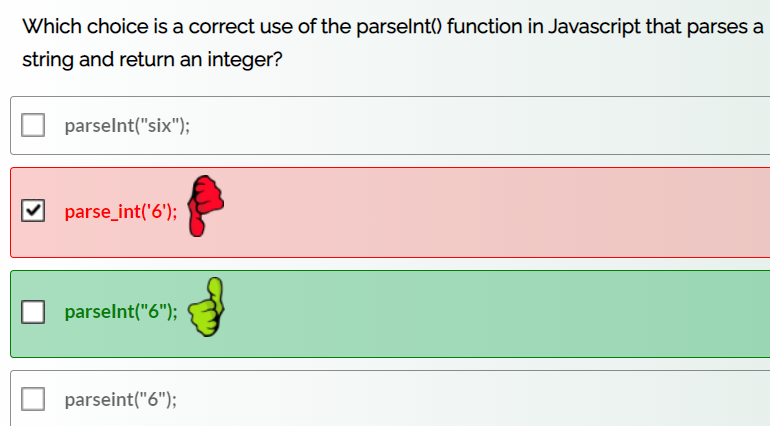 Which choice is a correct use of the parseInt() function in Javascript that parses a
string and return an integer?
parseInt("six");
parse_int('6');
parseInt("6");
parseint("6");